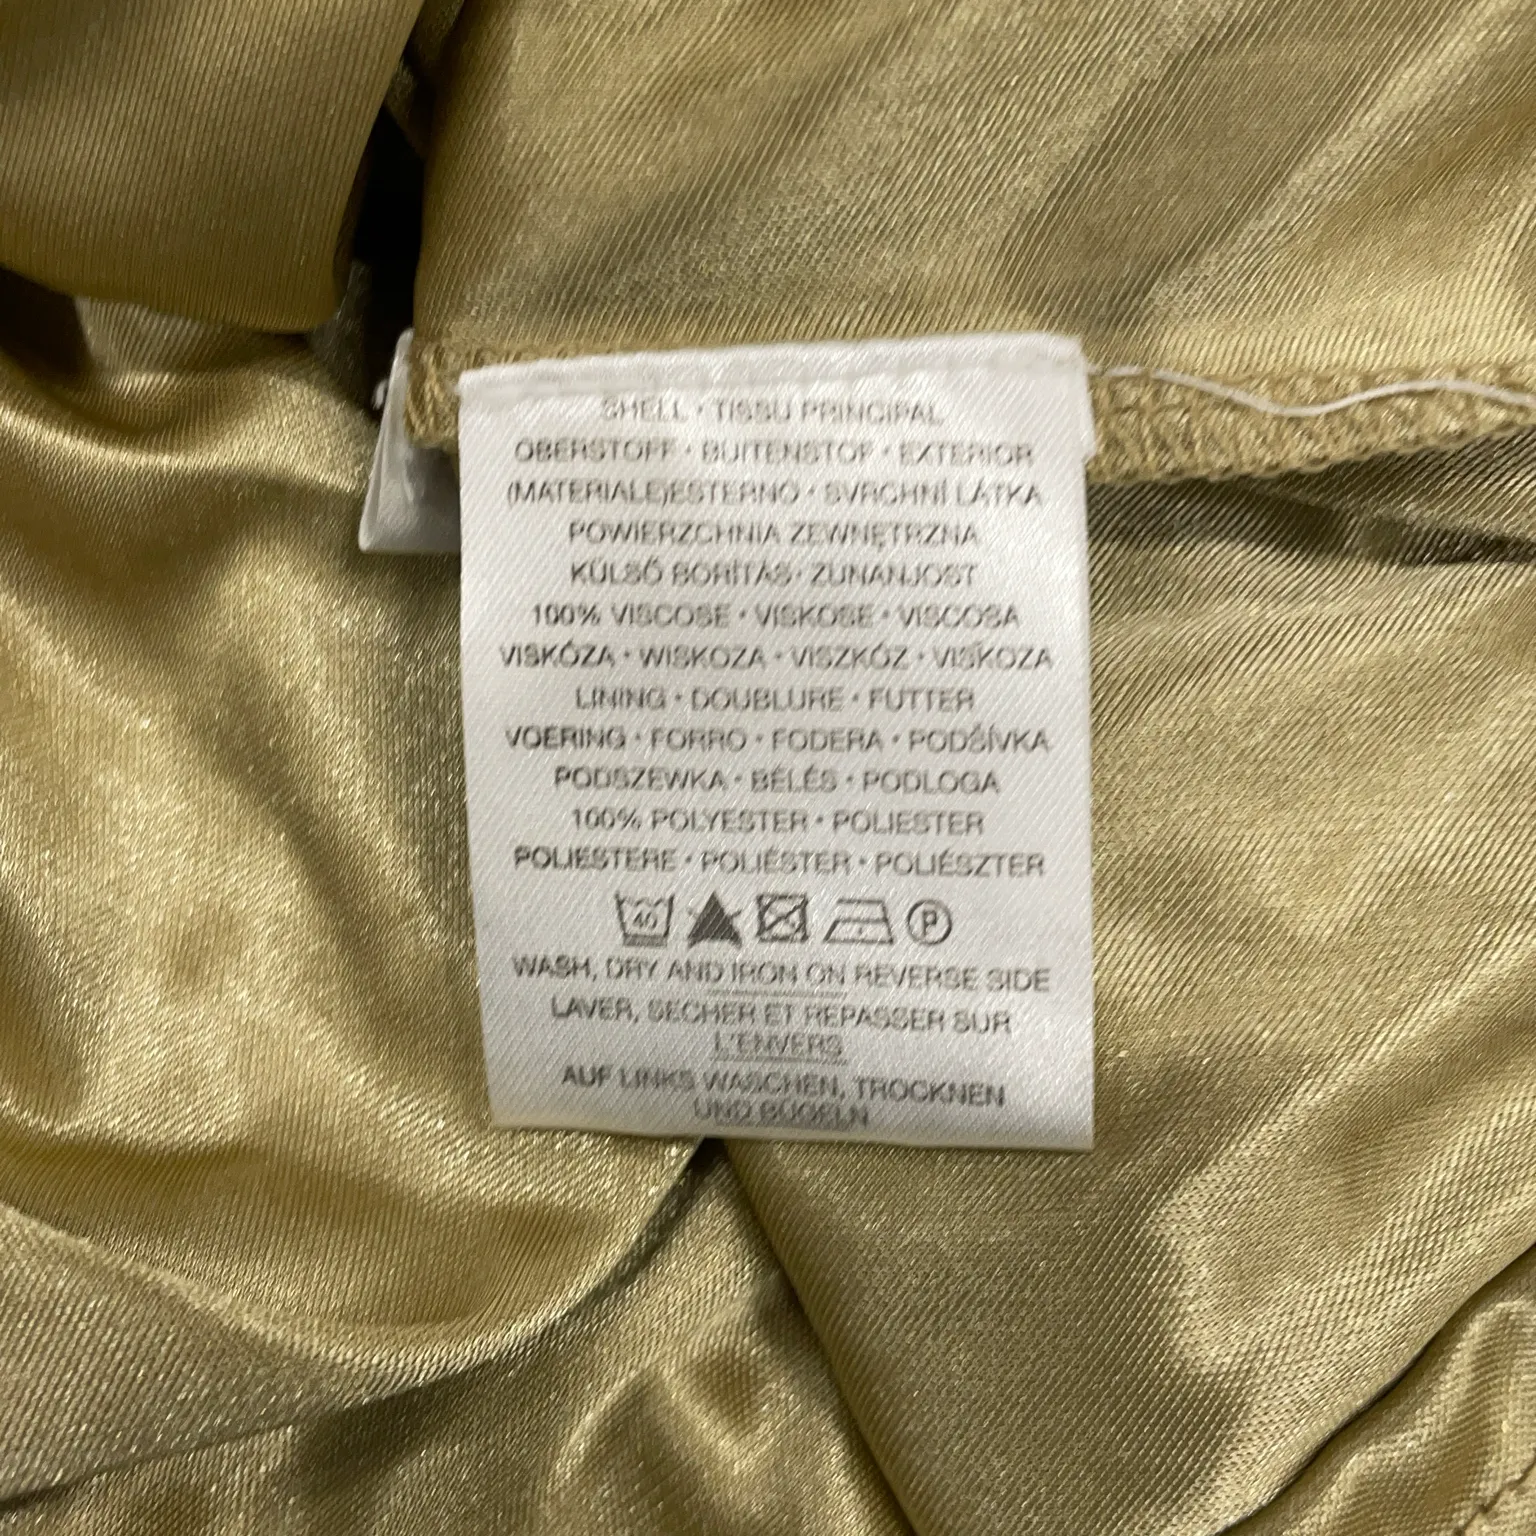 SHELL • TISSU PRINCIPAL
OBERSTOFF • BUITENSTOF • EXTERIOR
(MATERIALE)ESTERNO • SVRCHNÍ LÁTKA
POWIERZCHNIA ZEWNĘTRZNA
KÜLSŐ BORÍTÁS • ZUNANJOST
100% VISCOSE • VISKOSE • VISCOSA
VISKÓZA • WISKOZA • VISZKÓZ • VISKOZA
LINING • DOUBLURE • FUTTER
VOERING • FORRO • FODERA • PODŠÍVKA
PODSZEWKA • BÉLÉS • PODLOGA
100% POLYESTER • POLIESTER
POLIESTERE • POLIÉSTER • POLIÉSZTER
40 P
WASH, DRY AND IRON ON REVERSE SIDE
LAVER, SECHER ET REPASSER SUR
L'ENVERS
AUF LINKS WASCHEN, TROCKNEN
UND BÜGELN